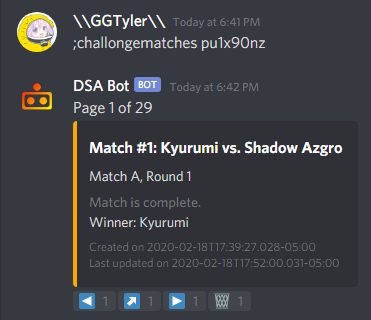 \\GGTyler\\ Today at 6:41 PM
;challongematches pu1x90nz
DSA Bot BOT Today at 6:42 PM
Page 1 of 29
Match #1: Kyurumi vs. Shadow Azgro
Match A, Round 1
Match is complete.
Winner: Kyurumi
Created on 2020-02-18T17:39:27.028-05:00
Last updated on 2020-02-18T17:52:00.031-05:00
1 1 1 1